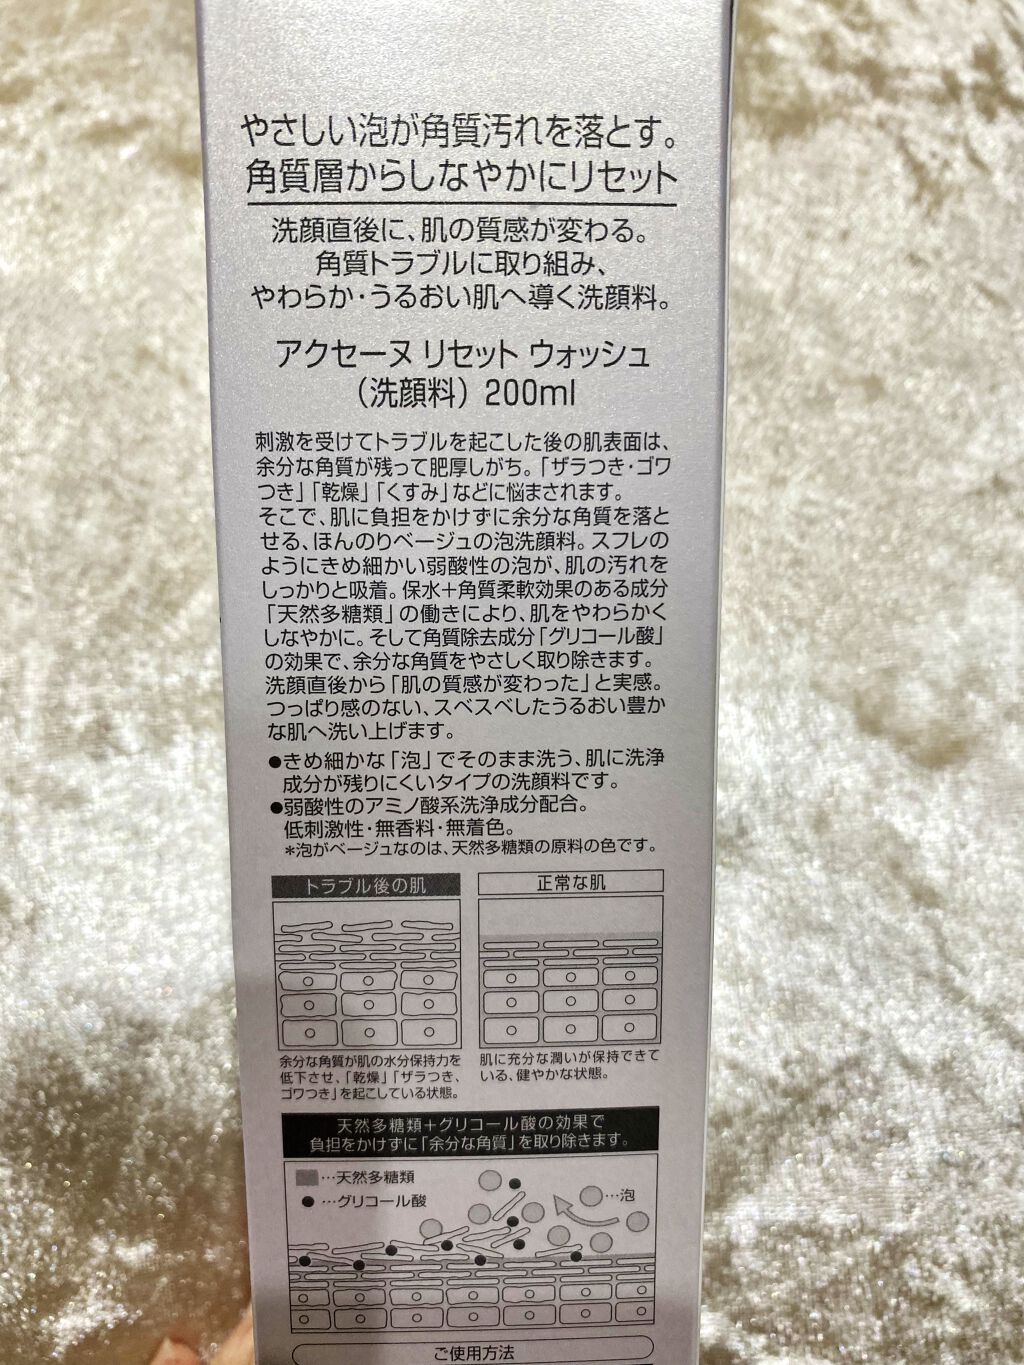 やさしい泡が角質汚れを落とす。
角質層からしなやかにリセット
洗顔直後に、肌の質感が変わる。
角質トラブルに取り組み、
やわらか・うるおい肌へ導く洗顔料。
アクセーヌ リセット ウォッシュ
（洗顔料）200ml
刺激を受けてトラブルを起こした後の肌表面は、
余分な角質が残って肥厚しがち。「ザラつき・ゴワ
つき」「乾燥」「くすみ」などに悩まされます。
そこで、肌に負担をかけずに余分な角質を落と
せる、ほんのりベージュの泡洗顔料。スフレの
ようにきめ細かい弱酸性の泡が、肌の汚れを
しっかりと吸着。保水＋角質柔軟効果のある成分
「天然多糖類」の働きにより、肌をやわらかく
しなやかに。そして角質除去成分「グリコール酸」
の効果で、余分な角質をやさしく取り除きます。
洗顔直後から「肌の質感が変わった」と実感。
つっぱり感のない、スベスベしたうるおい豊か
な肌へ洗い上げます。
●きめ細かな「泡」でそのまま洗う、肌に洗浄
成分が残りにくいタイプの洗顔料です。
●弱酸性のアミノ酸系洗浄成分配合。
低刺激性・無香料・無着色。
＊泡がベージュなのは、天然多糖類の原料の色です。
トラブル後の肌
正常な肌
余分な角質が肌の水分保持力を
低下させ、「乾燥」「ザラつき、
ゴワつき」を起こしている状態。
肌に充分な潤いが保持できて
いる、健やかな状態。
天然多糖類＋グリコール酸の効果で
負担をかけずに「余分な角質」を取り除きます。
…天然多糖類
●…グリコール酸
…泡
ご使用方法